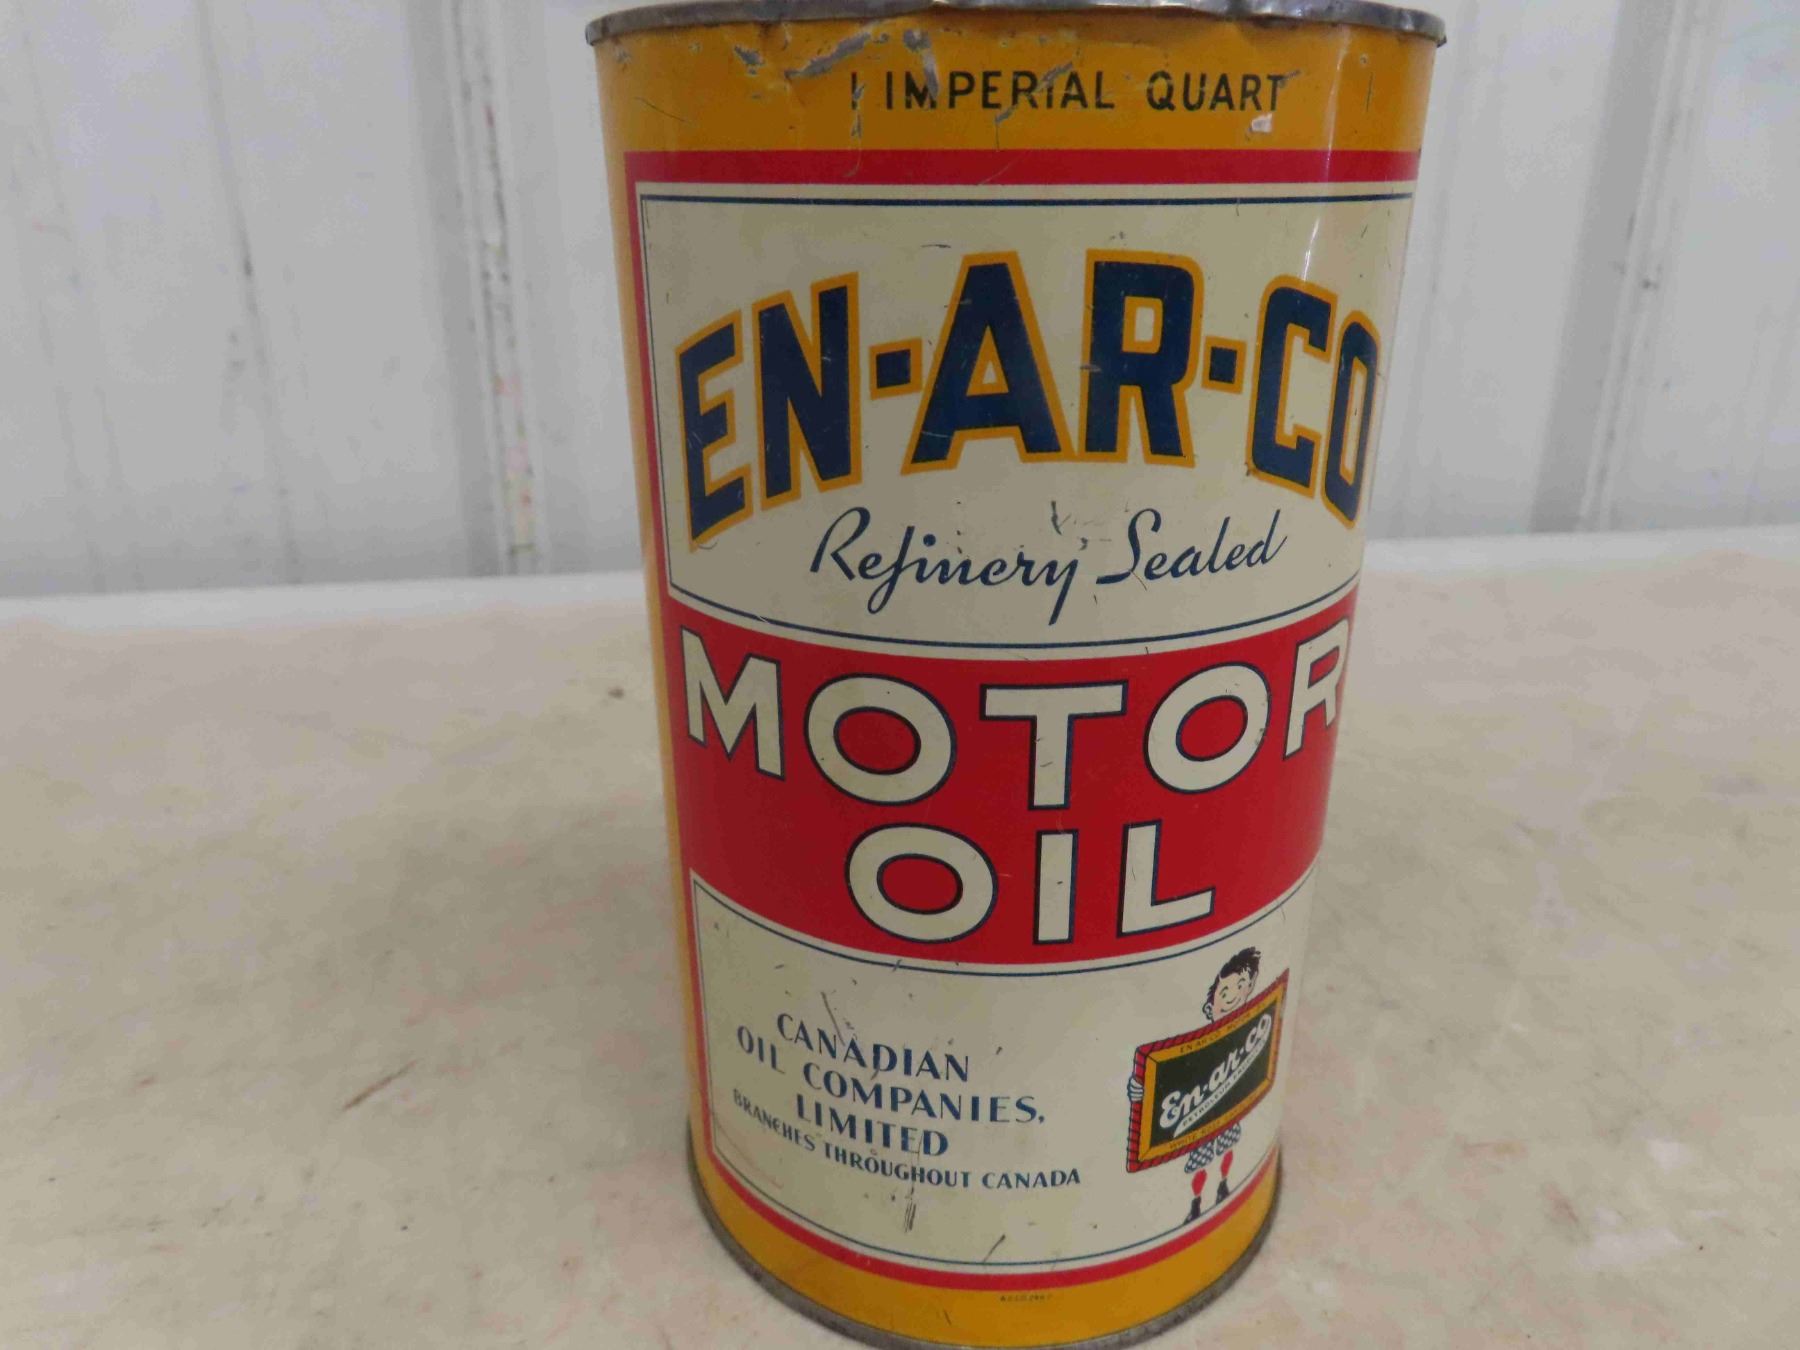 1 IMPERIAL QUART
EN-AR-CO
Refinery Sealed
MOTOR
OIL
CANADIAN
OIL COMPANIES,
LIMITED
BRANCHES THROUGHOUT CANADA
En-ar-co